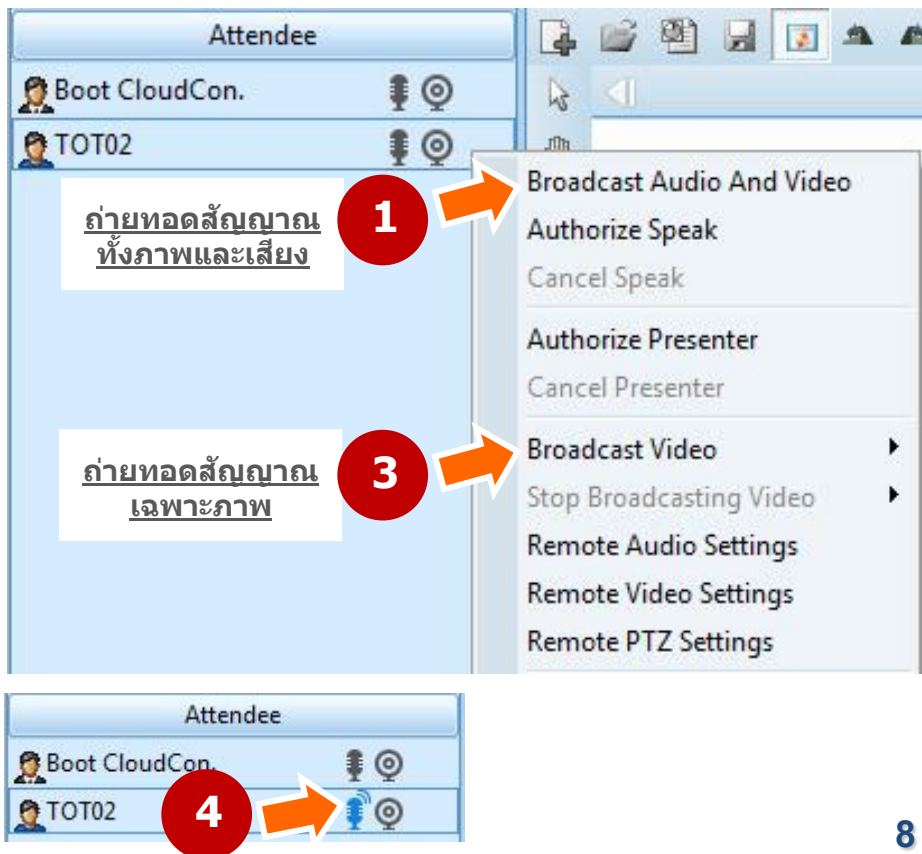 Attendee
Boot CloudCon.
TOT02
ถ่ายทอดสัญญาณ
ทั้งภาพและเสียง
1
Broadcast Audio And Video
Authorize Speak
Cancel Speak
Authorize Presenter
Cancel Presenter
ถ่ายทอดสัญญาณ
เฉพาะภาพ
3
Broadcast Video
Stop Broadcasting Video
Remote Audio Settings
Remote Video Settings
Remote PTZ Settings
Attendee
Boot CloudCon.
TOT02
4
8